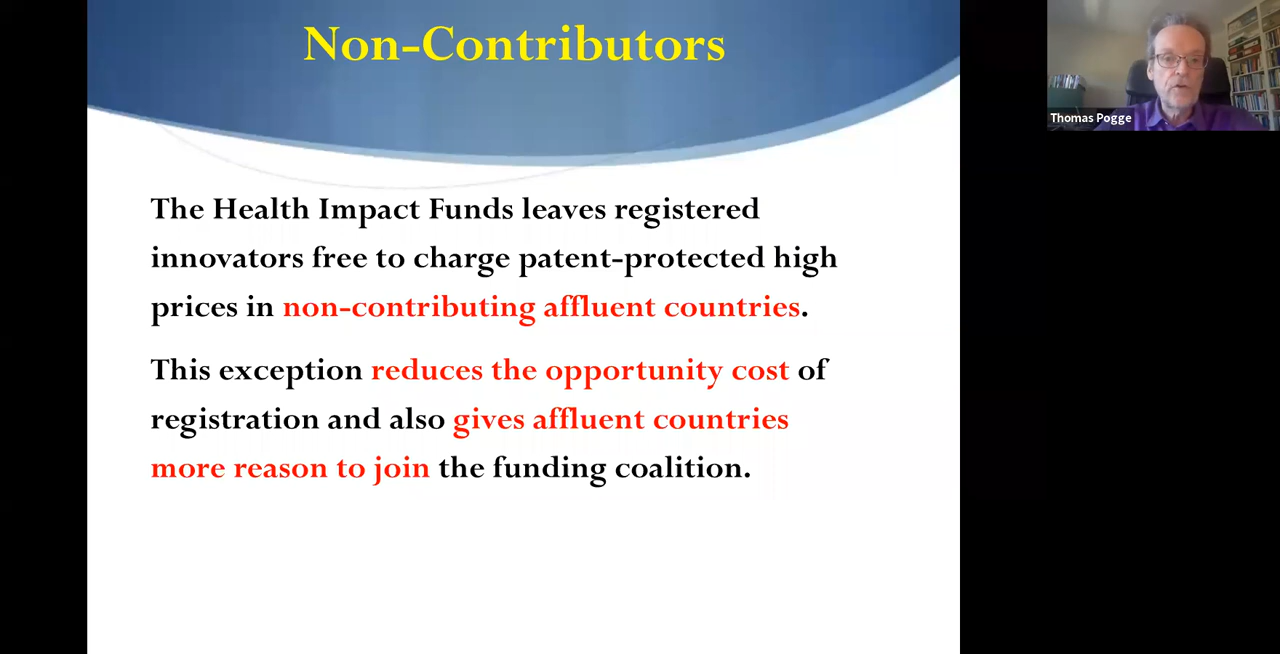 Non-Contributors
Thomas Pogge
The Health Impact Funds leaves registered
innovators free to charge patent-protected high
prices in non-contributing affluent countries.
This exception reduces the opportunity cost of
registration and also gives affluent countries
more reason to join the funding coalition.